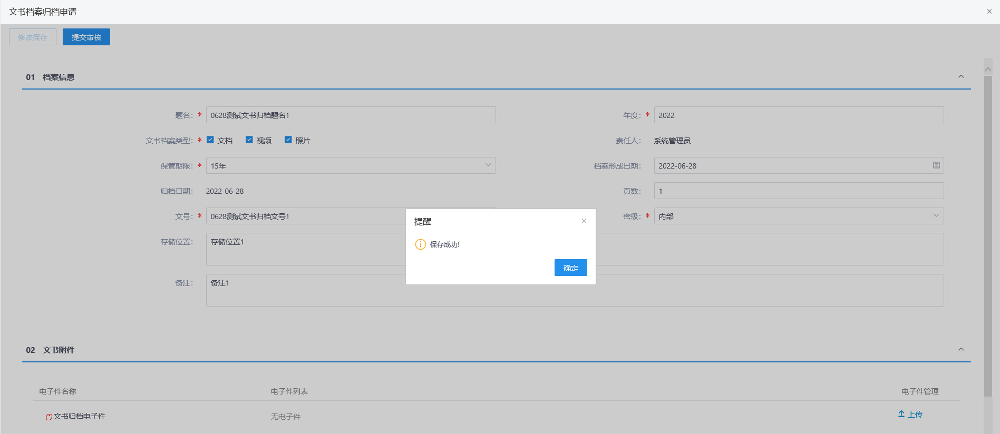 文书档案归档申请
修改保存 提交审核
01 档案信息
题名: * 0628测试文书归档题名1 年度: * 2022
文书档案类型: * 文档 视频 照片 责任人: 系统管理员
保管期限: * 15年 档案形成日期: 2022-06-28
归档日期: 2022-06-28 页数: 1
文号: * 0628测试文书归档文号1 密级: * 内部
提醒
存储位置: 存储位置1
保存成功!
确定
备注: 备注1
02 文书附件
电子件名称 电子件列表 电子件管理
(*)文书归档电子件 无电子件 上传